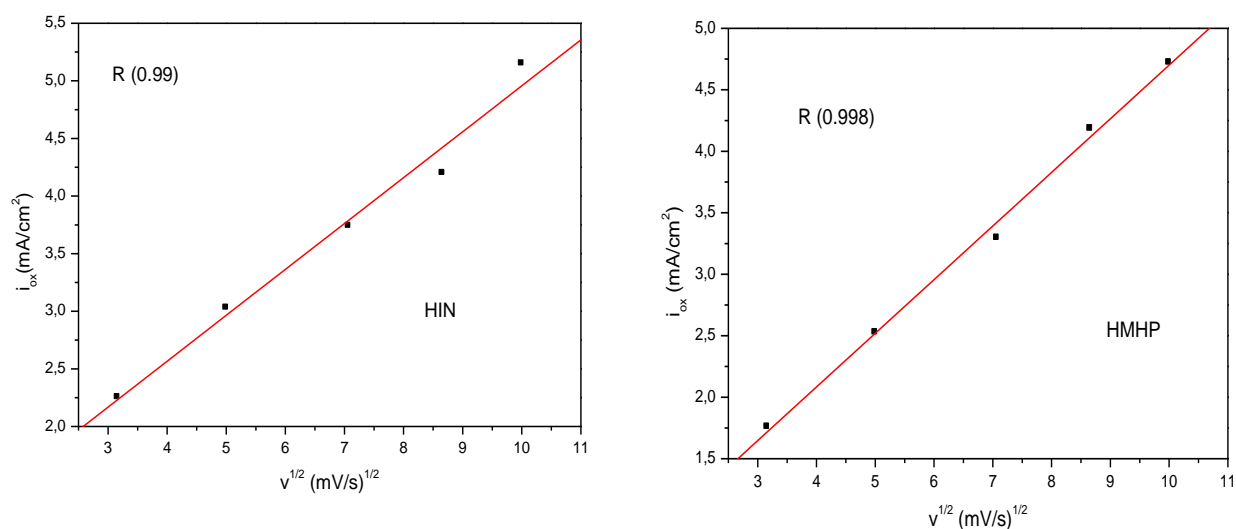 5,5
5,0
4,5
4,0
3,5
3,0
2,5
2,0
i_ox(mA/cm²)
R (0.99)
HIN
3 4 5 6 7 8 9 10 11
v^1/2 (mV/s)^1/2
5,0
4,5
4,0
3,5
3,0
2,5
2,0
1,5
i_ox (mA/cm²)
R (0.998)
HMHP
3 4 5 6 7 8 9 10 11
v^1/2 (mV/s)^1/2